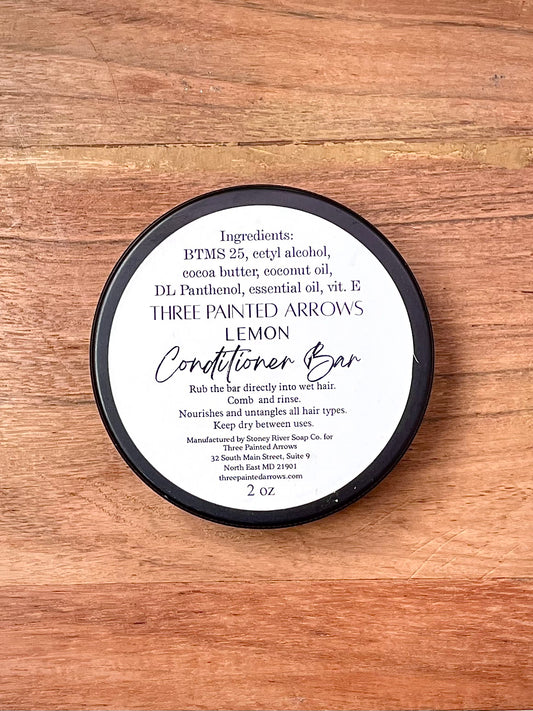 Ingredients:
BTMS 25, cetyl alcohol,
cocoa butter, coconut oil,
DL Panthenol, essential oil, vit. E
THREE PAINTED ARROWS
LEMON
Conditioner Bar
Rub the bar directly into wet hair.
Comb and rinse.
Nourishes and untangles all hair types.
Keep dry between uses.
Manufactured by Stoney River Soap Co. for
Three Painted Arrows
32 South Main Street, Suite 9
North East MD 21901
threepaintedarrows.com
2 oz